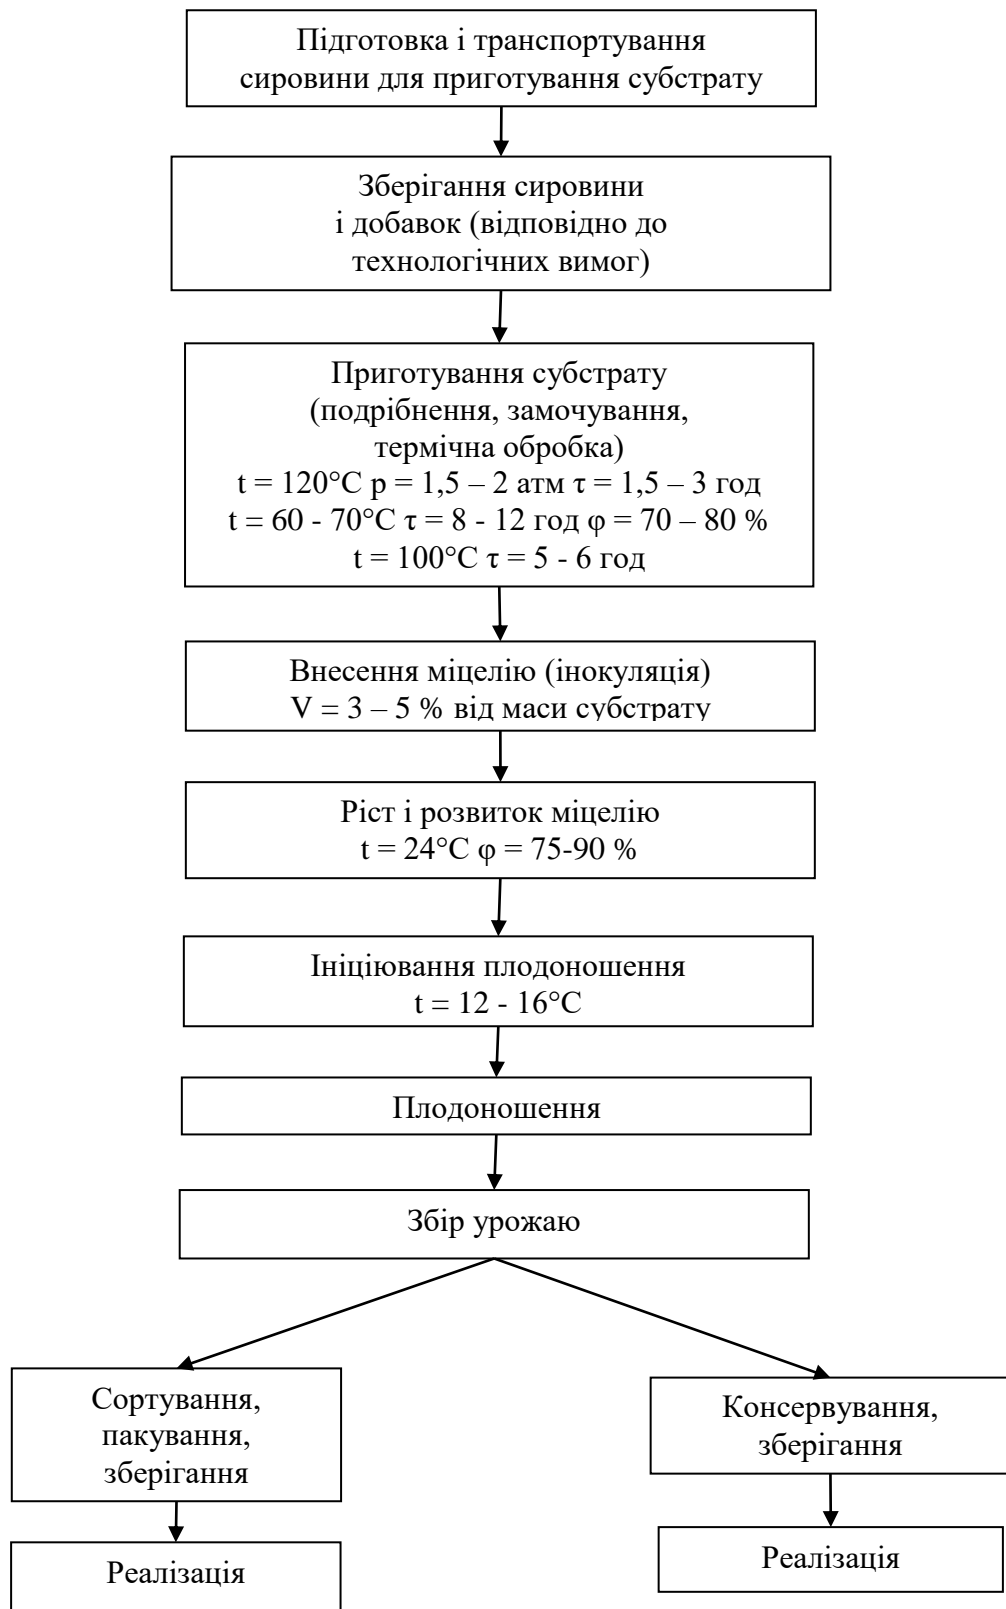 Підготовка і транспортування
сировини для приготування субстрату
Зберігання сировини
і добавок (відповідно до
технологічних вимог)
Приготування субстрату
(подрібнення, замочування,
термічна обробка)
t = 120°С p = 1,5 – 2 атм τ = 1,5 – 3 год
t = 60 - 70°С τ = 8 - 12 год φ = 70 – 80 %
t = 100°С τ = 5 - 6 год
Внесення міцелію (інокуляція)
V = 3 – 5 % від маси субстрату
Ріст і розвиток міцелію
t = 24°С φ = 75-90 %
Ініціювання плодоношення
t = 12 - 16°С
Плодоношення
Збір урожаю
Сортування,
пакування,
зберігання
Консервування,
зберігання
Реалізація
Реалізація